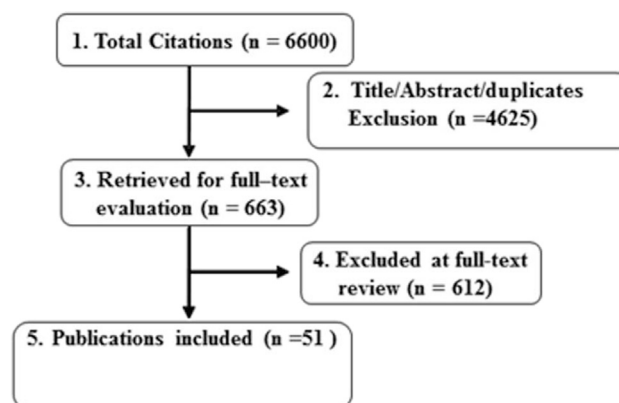 1. Total Citations (n = 6600)
2. Title/Abstract/duplicates
Exclusion (n =4625)
3. Retrieved for full–text
evaluation (n = 663)
4. Excluded at full-text
review (n = 612)
5. Publications included (n =51 )